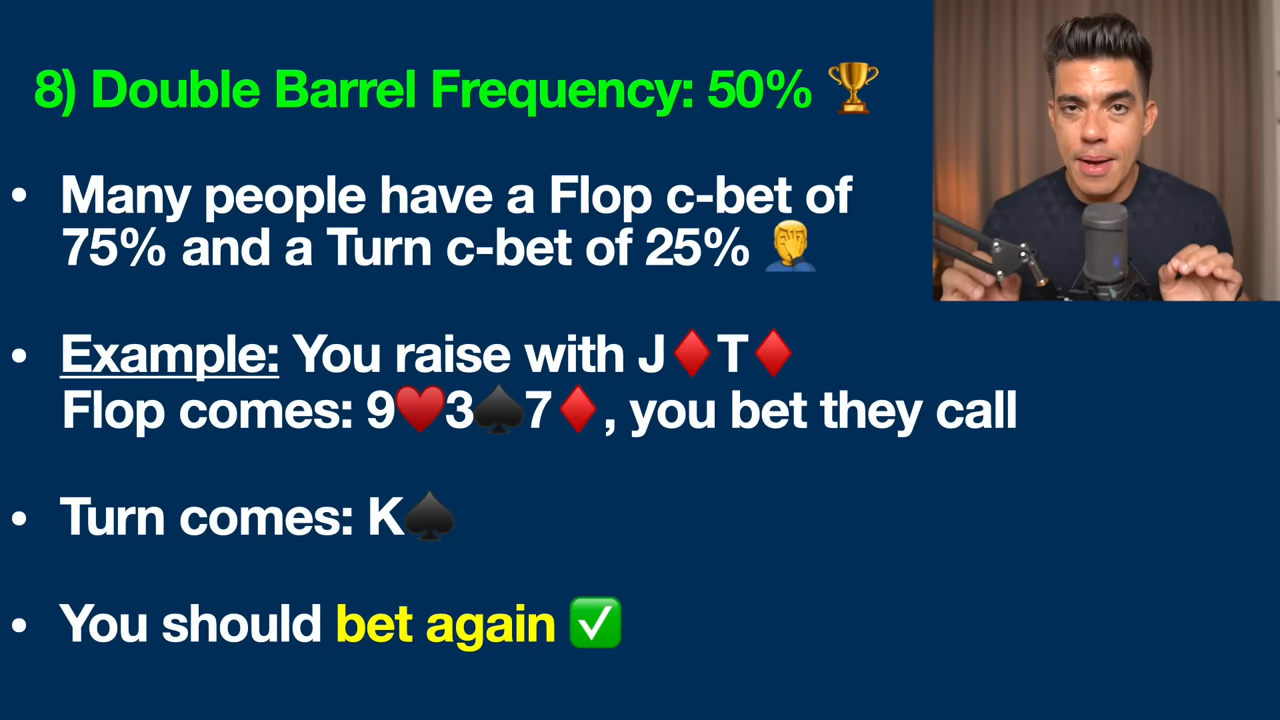 8) Double Barrel Frequency: 50% 🏆
• Many people have a Flop c-bet of
75% and a Turn c-bet of 25% 🤦
• Example: You raise with J♦️T♦️
Flop comes: 9♥️3♠️7♦️, you bet they call
• Turn comes: K♠️
• You should bet again ✅